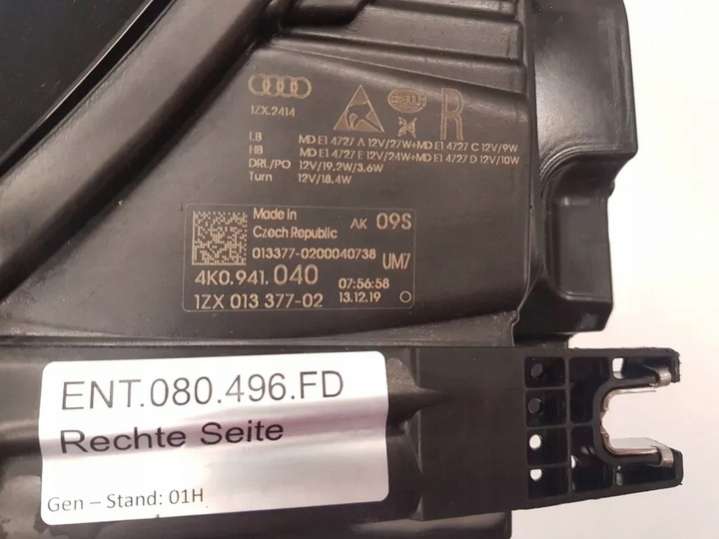 1ZX.2414
R
LB MD E1 4727 A 12V/27W+MD E1 4727 C 12V/9W
HB MD E1 4727 E 12V/24W+MD E1 4727 D 12V/10W
DRL/PO 12V/19.2W/3.6W
Turn 12V/18.4W
Made in
Czech Republic AK 09S
013377-0200040738 UM7
4K0.941.040 07:56:58
1ZX 013 377-02 13.12.19
ENT.080.496.FD
Rechte Seite
Gen – Stand: 01H